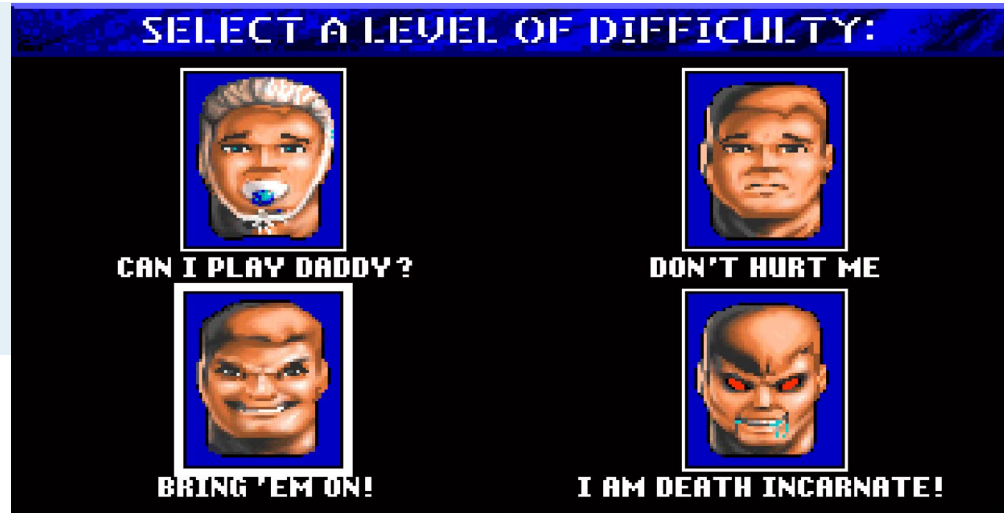 SELECT A LEVEL OF DIFFICULTY:
CAN I PLAY DADDY?
DON'T HURT ME
BRING 'EM ON!
I AM DEATH INCARNATE!